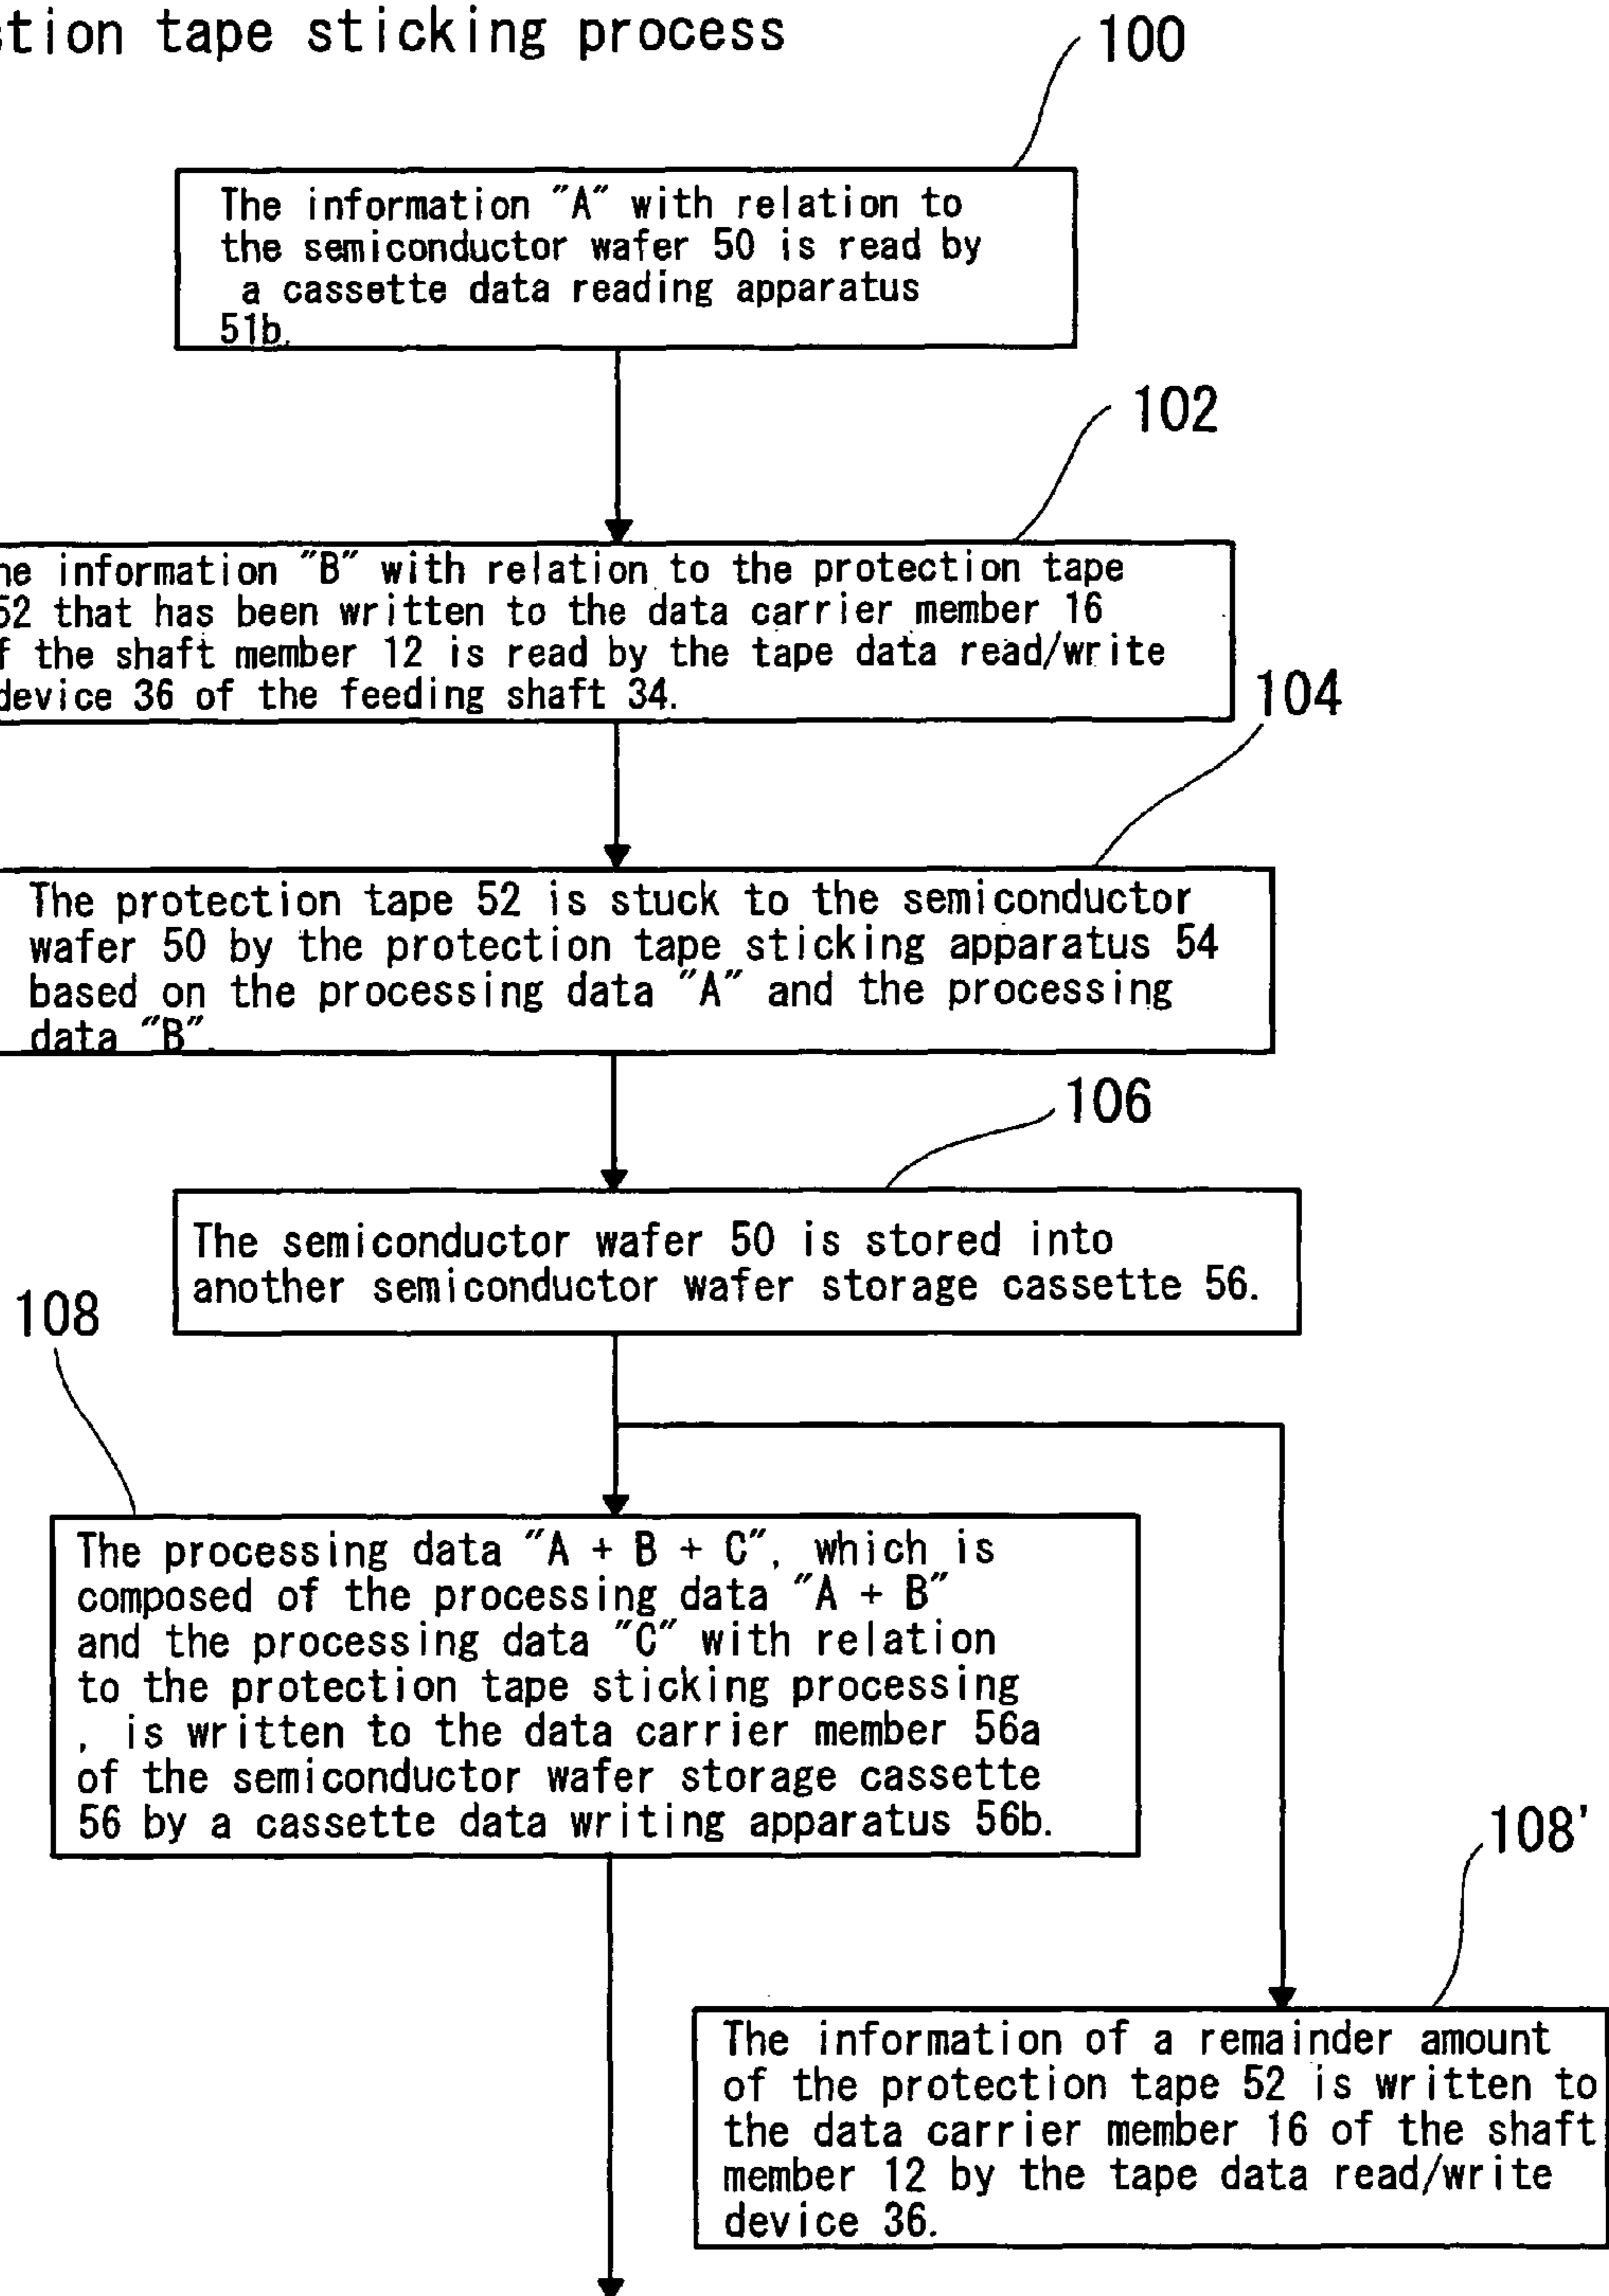 ction tape sticking process
100
The information "A" with relation to
the semiconductor wafer 50 is read by
a cassette data reading apparatus
51b.
102
he information "B" with relation to the protection tape
52 that has been written to the data carrier member 16
f the shaft member 12 is read by the tape data read/write
device 36 of the feeding shaft 34.
104
The protection tape 52 is stuck to the semiconductor
wafer 50 by the protection tape sticking apparatus 54
based on the processing data "A" and the processing
data "B".
106
The semiconductor wafer 50 is stored into
another semiconductor wafer storage cassette 56.
108
The processing data "A + B + C", which is
composed of the processing data "A + B"
and the processing data "C" with relation
to the protection tape sticking processing
, is written to the data carrier member 56a
of the semiconductor wafer storage cassette
56 by a cassette data writing apparatus 56b.
108'
The information of a remainder amount
of the protection tape 52 is written to
the data carrier member 16 of the shaft
member 12 by the tape data read/write
device 36.